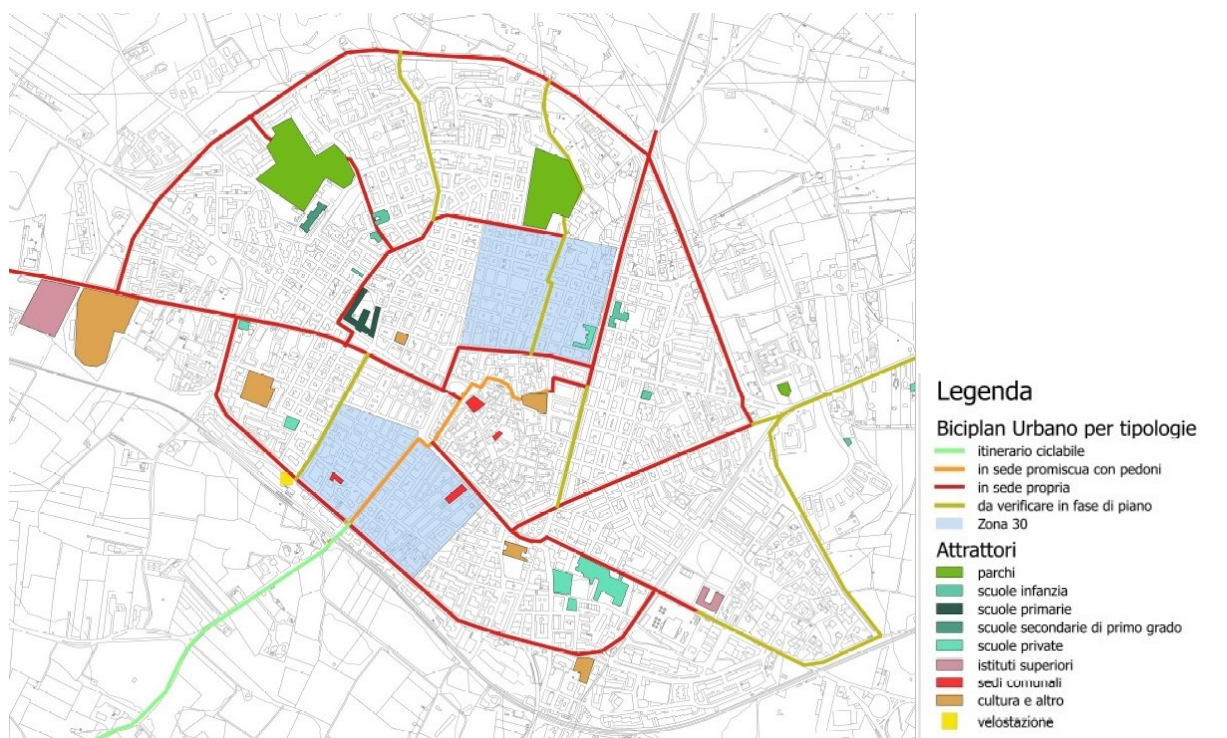 Legenda
Biciplan Urbano per tipologie
itinerario ciclabile
in sede promiscua con pedoni
in sede propria
da verificare in fase di piano
Zona 30
Attrattori
parchi
scuole infanzia
scuole primarie
scuole secondarie di primo grado
scuole private
istituti superiori
sedi comunali
cultura e altro
velostazione